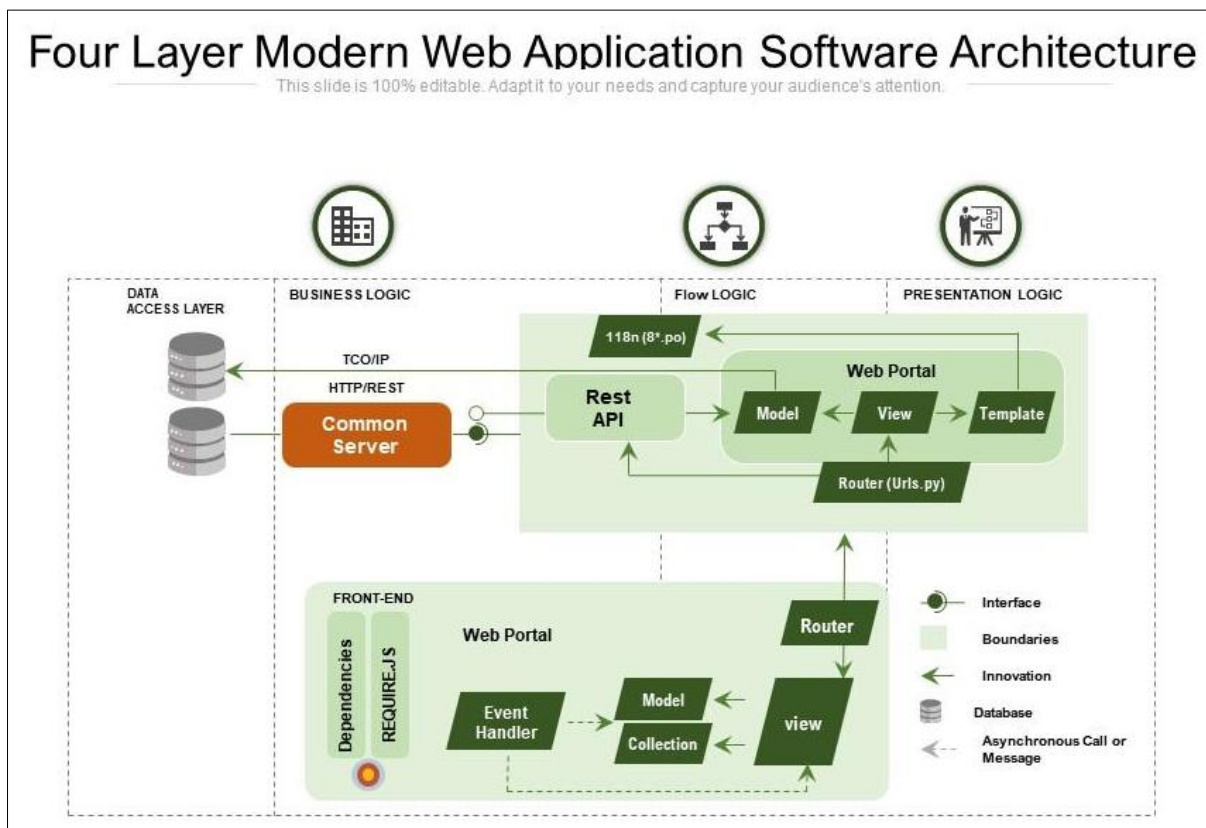 Four Layer Modern Web Application Software Architecture
This slide is 100% editable. Adapt it to your needs and capture your audience's attention.
DATA
ACCESS LAYER
BUSINESS LOGIC
Flow LOGIC
PRESENTATION LOGIC
118n (8*.po)
TCO/IP
HTTP/REST
Common
Server
Rest
API
Web Portal
Model
View
Template
Router (Urls.py)
FRONT-END
Dependencies
REQUIRE.JS
Web Portal
Router
Event
Handler
Model
Collection
view
Interface
Boundaries
Innovation
Database
Asynchronous Call or
Message